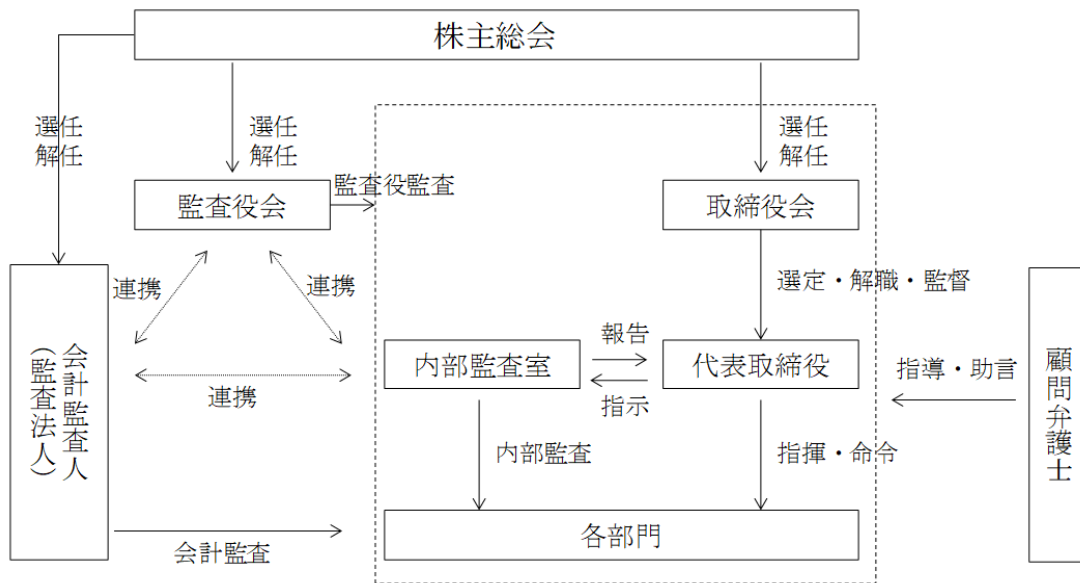 株主総会
選任
解任
選任
解任
選任
解任
監査役会
監査役監査
取締役会
連携
連携
選定・解職・監督
会計監査人
(監査法人)
連携
内部監査室
報告
指示
代表取締役
指導・助言
顧問弁護士
内部監査
指揮・命令
会計監査
各部門